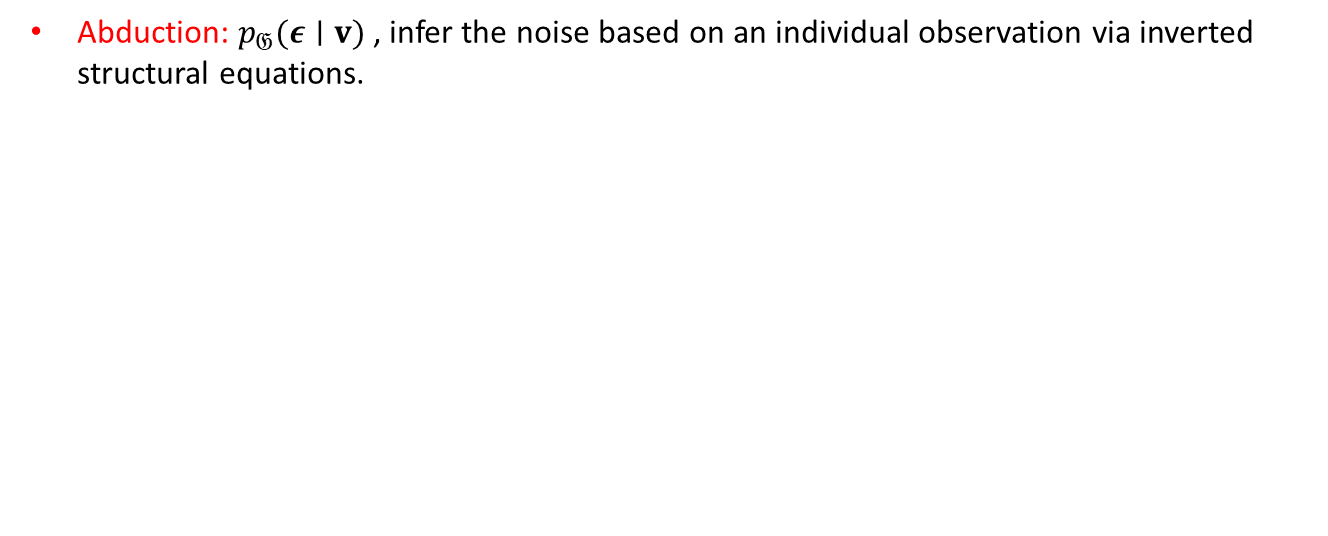 • Abduction: 𝑝𝔊(𝝐 | 𝐯) , infer the noise based on an individual observation via inverted
structural equations.